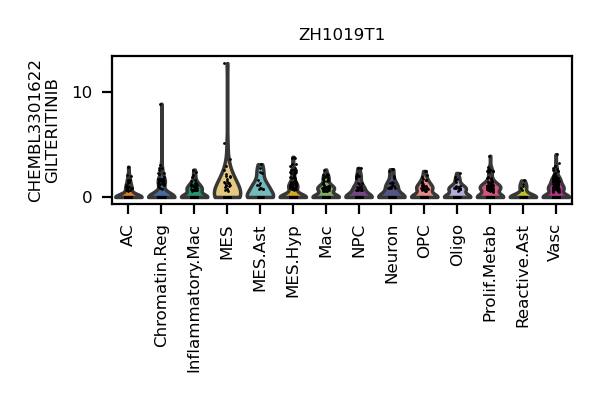 ZH1019T1
CHEMBL3301622
GILTERITINIB
10
0
AC
Chromatin.Reg
Inflammatory.Mac
MES
MES.Ast
MES.Hyp
Mac
NPC
Neuron
OPC
Oligo
Prolif.Metab
Reactive.Ast
Vasc